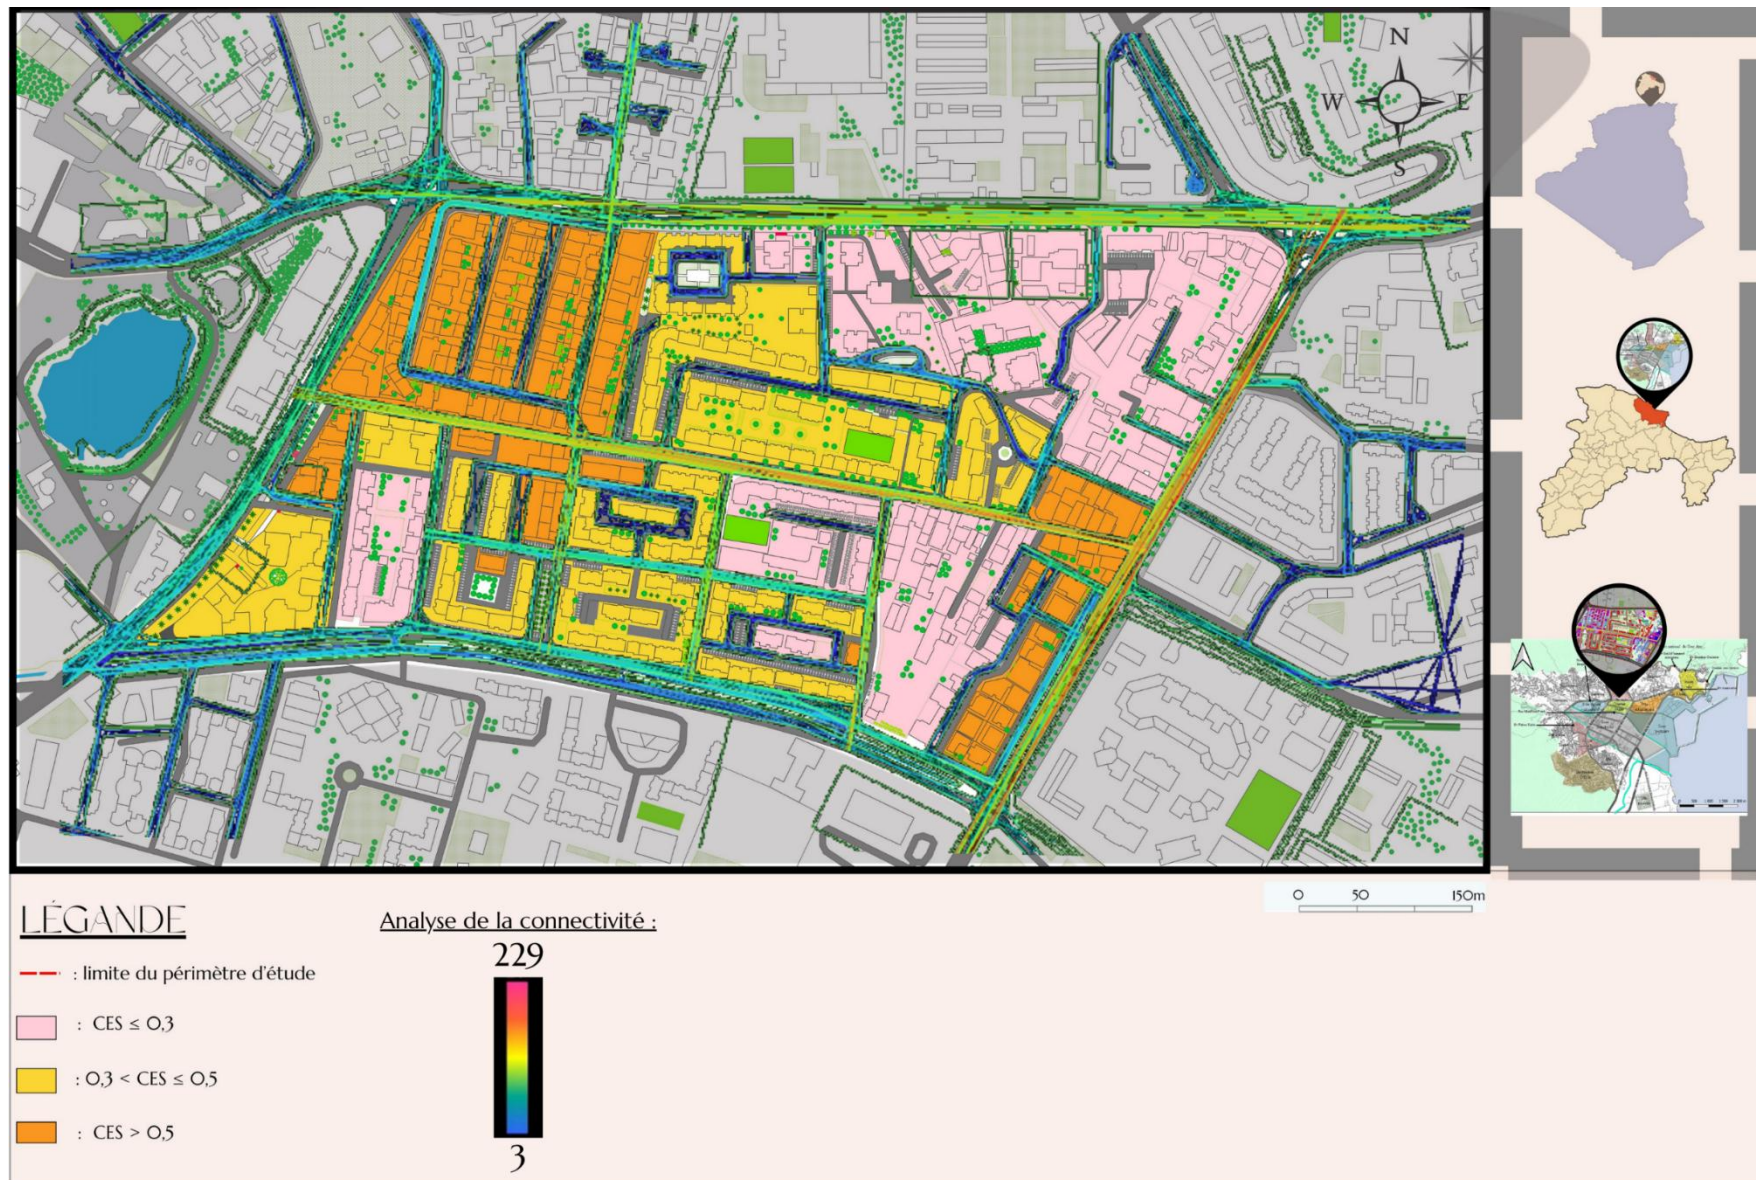 N
W
E
S
0 50 150m
LÉGANDE
: limite du périmètre d'étude
: CES ≤ 0,3
: 0,3 < CES ≤ 0,5
: CES > 0,5
Analyse de la connectivité :
229
3